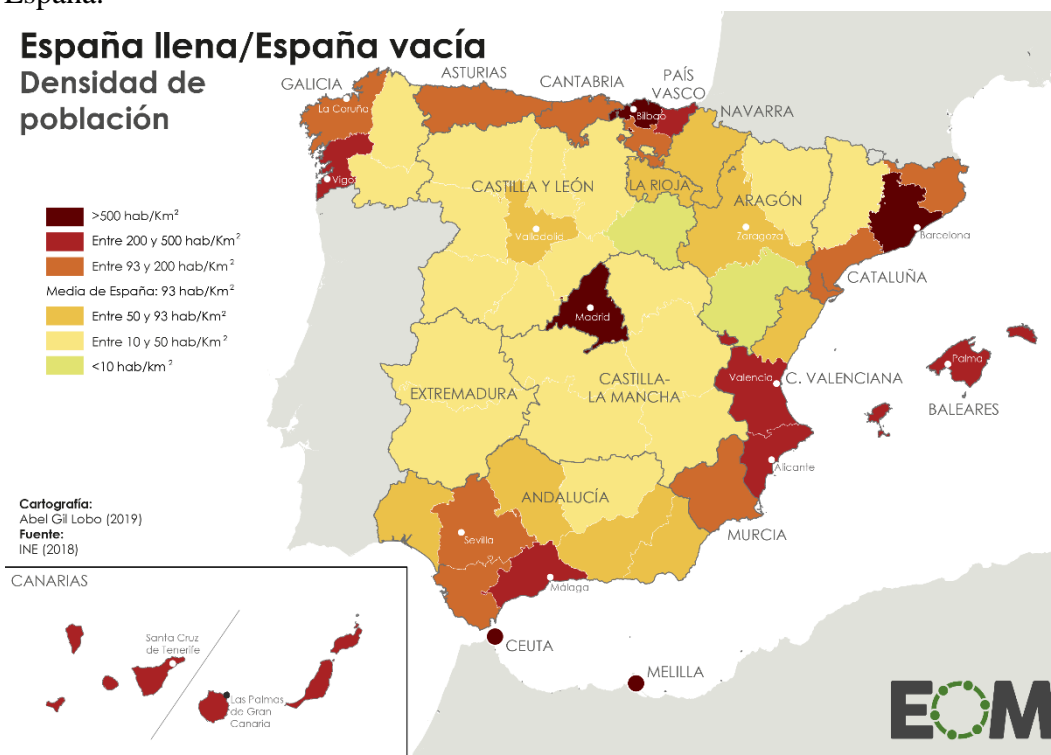 España.
España llena/España vacía
Densidad de
población
GALICIA
ASTURIAS
CANTABRIA
PAÍS
VASCO
NAVARRA
La Coruña
Bilbao
Vigo
CASTILLA Y LEÓN
LA RIOJA
ARAGÓN
Valladolid
Zaragoza
Barcelona
CATALUÑA
>500 hab/Km²
Entre 200 y 500 hab/Km²
Entre 93 y 200 hab/Km²
Media de España: 93 hab/Km²
Entre 50 y 93 hab/Km²
Entre 10 y 50 hab/Km²
<10 hab/km²
Madrid
EXTREMADURA
CASTILLA-
LA MANCHA
Valencia
C. VALENCIANA
Palma
BALEARES
Alicante
ANDALUCÍA
MURCIA
Sevilla
Málaga
CEUTA
MELILLA
Cartografía:
Abel Gil Lobo (2019)
Fuente:
INE (2018)
CANARIAS
Santa Cruz
de Tenerife
Las Palmas
de Gran
Canaria
EOM